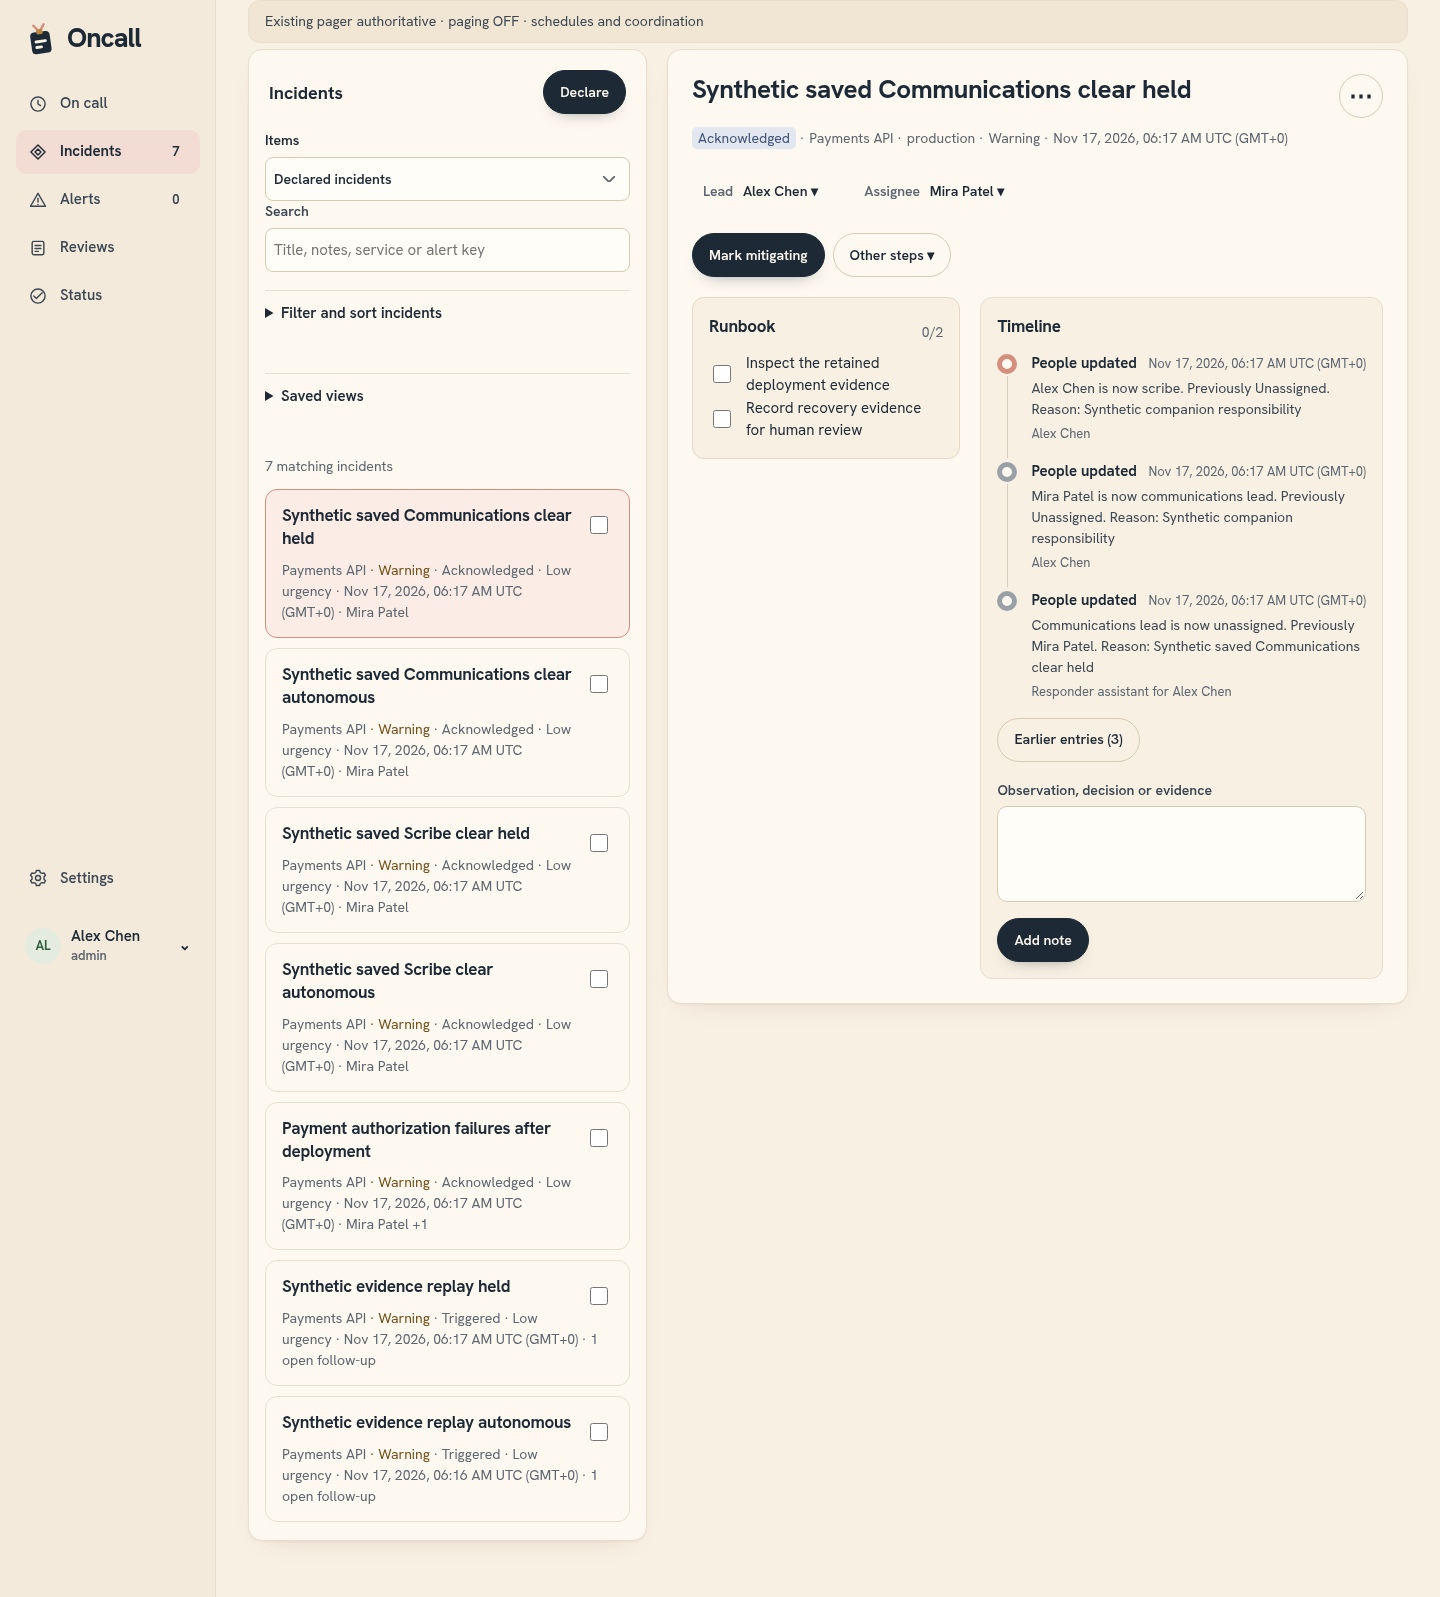 Oncall
On call
Incidents 7
Alerts 0
Reviews
Status
Settings
AL
Alex Chen
admin
Existing pager authoritative · paging OFF · schedules and coordination
Incidents
Declare
Items
Declared incidents
Search
Title, notes, service or alert key
Filter and sort incidents
Saved views
7 matching incidents
Synthetic saved Communications clear
held
Payments API · Warning · Acknowledged · Low
urgency · Nov 17, 2026, 06:17 AM UTC
(GMT+0) · Mira Patel
Synthetic saved Communications clear
autonomous
Payments API · Warning · Acknowledged · Low
urgency · Nov 17, 2026, 06:17 AM UTC
(GMT+0) · Mira Patel
Synthetic saved Scribe clear held
Payments API · Warning · Acknowledged · Low
urgency · Nov 17, 2026, 06:17 AM UTC
(GMT+0) · Mira Patel
Synthetic saved Scribe clear
autonomous
Payments API · Warning · Acknowledged · Low
urgency · Nov 17, 2026, 06:17 AM UTC
(GMT+0) · Mira Patel
Payment authorization failures after
deployment
Payments API · Warning · Acknowledged · Low
urgency · Nov 17, 2026, 06:17 AM UTC
(GMT+0) · Mira Patel +1
Synthetic evidence replay held
Payments API · Warning · Triggered · Low
urgency · Nov 17, 2026, 06:17 AM UTC (GMT+0) · 1
open follow-up
Synthetic evidence replay autonomous
Payments API · Warning · Triggered · Low
urgency · Nov 17, 2026, 06:16 AM UTC (GMT+0) · 1
open follow-up
Synthetic saved Communications clear held
Acknowledged · Payments API · production · Warning · Nov 17, 2026, 06:17 AM UTC (GMT+0)
Lead Alex Chen ▾ Assignee Mira Patel ▾
Mark mitigating
Other steps ▾
Runbook 0/2
Inspect the retained
deployment evidence
Record recovery evidence
for human review
Timeline
People updated Nov 17, 2026, 06:17 AM UTC (GMT+0)
Alex Chen is now scribe. Previously Unassigned.
Reason: Synthetic companion responsibility
Alex Chen
People updated Nov 17, 2026, 06:17 AM UTC (GMT+0)
Mira Patel is now communications lead. Previously
Unassigned. Reason: Synthetic companion
responsibility
Alex Chen
People updated Nov 17, 2026, 06:17 AM UTC (GMT+0)
Communications lead is now unassigned. Previously
Mira Patel. Reason: Synthetic saved Communications
clear held
Responder assistant for Alex Chen
Earlier entries (3)
Observation, decision or evidence
Add note